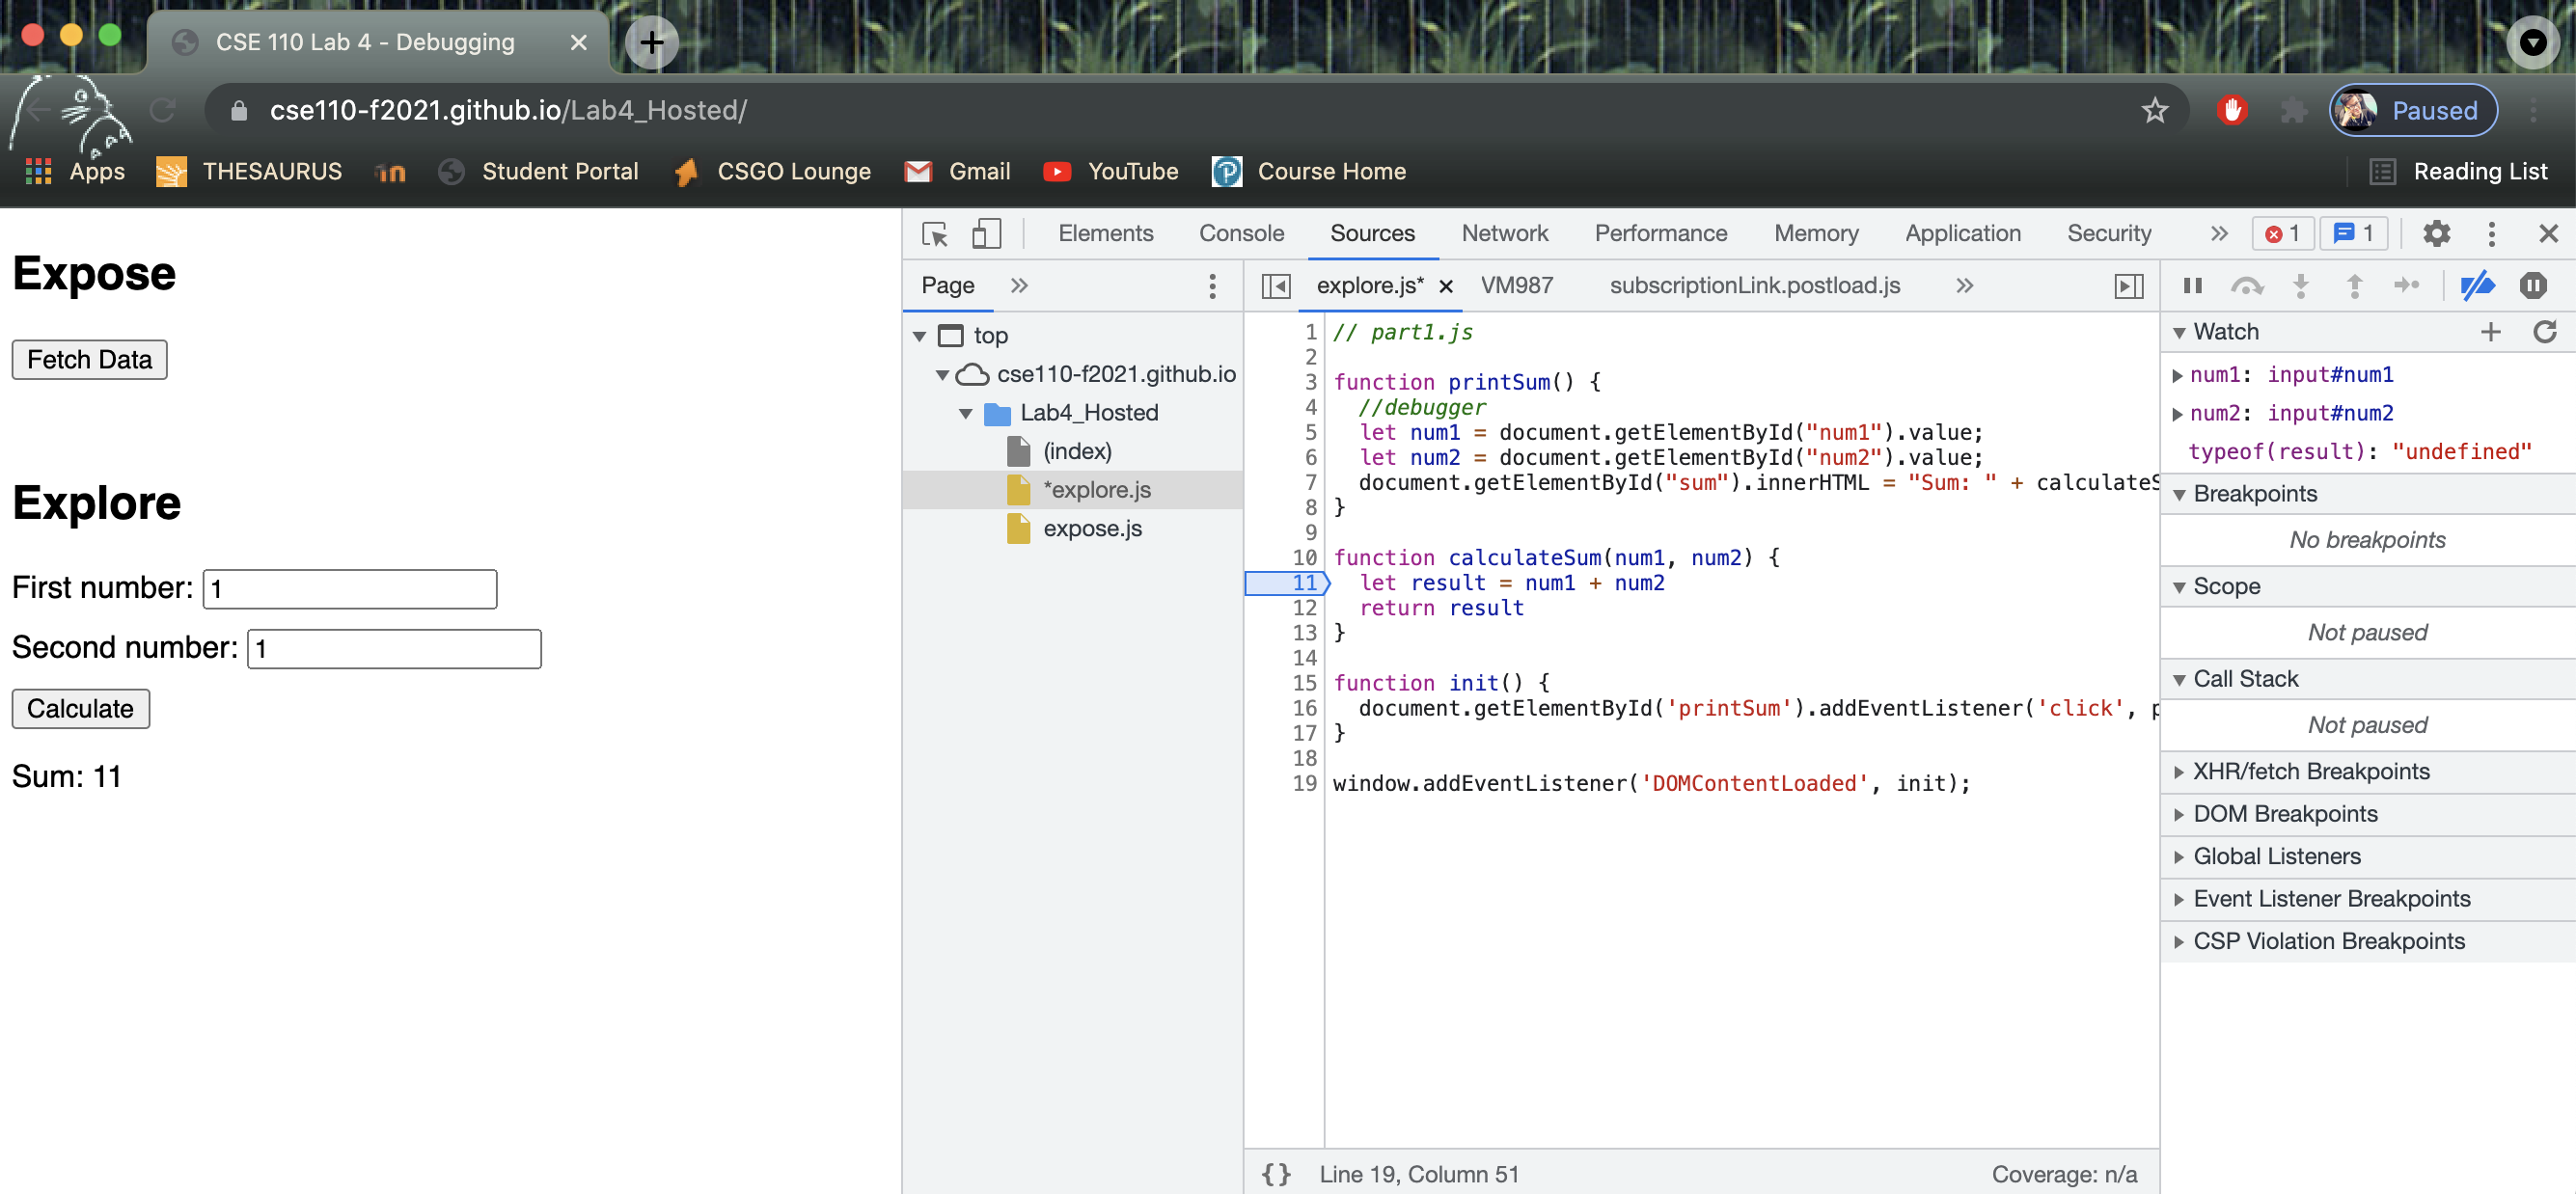 CSE 110 Lab 4 - Debugging
cse110-f2021.github.io/Lab4_Hosted/
Paused
Apps
THESAURUS
in
Student Portal
CSGO Lounge
Gmail
YouTube
Course Home
Reading List
Expose
Fetch Data
Explore
First number: 1
Second number: 1
Calculate
Sum: 11
Elements Console Sources Network Performance Memory Application Security » 1 1
Page »
top
cse110-f2021.github.io
Lab4_Hosted
(index)
*explore.js
expose.js
explore.js* VM987 subscriptionLink.postload.js »
1 // part1.js
2
3 function printSum() {
4 //debugger
5 let num1 = document.getElementById("num1").value;
6 let num2 = document.getElementById("num2").value;
7 document.getElementById("sum").innerHTML = "Sum: " + calculateS
8 }
9
10 function calculateSum(num1, num2) {
11 let result = num1 + num2
12 return result
13 }
14
15 function init() {
16 document.getElementById('printSum').addEventListener('click', p
17 }
18
19 window.addEventListener('DOMContentLoaded', init);
{} Line 19, Column 51
Coverage: n/a
Watch
num1: input#num1
num2: input#num2
typeof(result): "undefined"
Breakpoints
No breakpoints
Scope
Not paused
Call Stack
Not paused
XHR/fetch Breakpoints
DOM Breakpoints
Global Listeners
Event Listener Breakpoints
CSP Violation Breakpoints